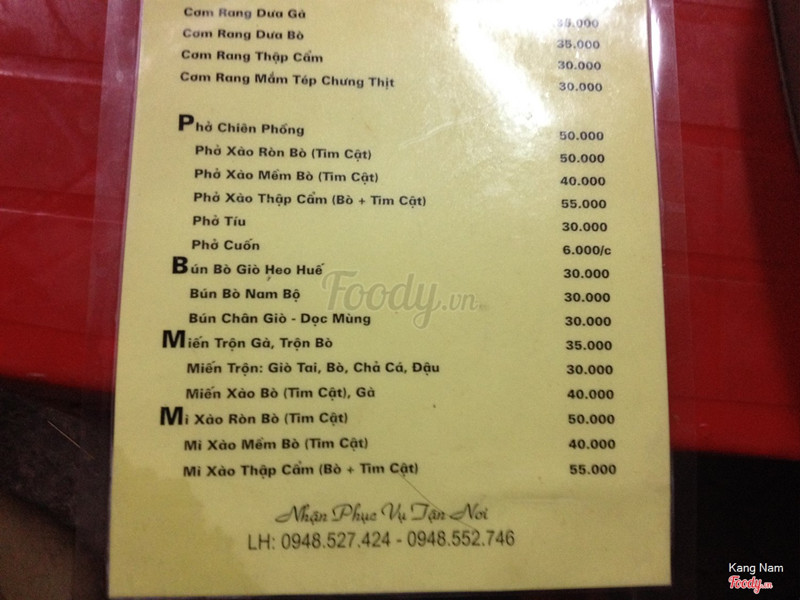 Cơm Rang Dưa Gà 35.000
Cơm Rang Dưa Bò 35.000
Cơm Rang Thập Cẩm 30.000
Cơm Rang Mắm Tép Chưng Thịt 30.000
Phở Chiên Phồng 50.000
Phở Xào Ròn Bò (Tim Cật) 50.000
Phở Xào Mềm Bò (Tim Cật) 40.000
Phở Xào Thập Cẩm (Bò + Tim Cật) 55.000
Phở Tíu 30.000
Phở Cuốn 6.000/c
Bún Bò Giò Heo Huế 30.000
Bún Bò Nam Bộ 30.000
Bún Chân Giò - Dọc Mùng 30.000
Miến Trộn Gà, Trộn Bò 35.000
Miến Trộn: Giò Tai, Bò, Chả Cá, Đậu 30.000
Miến Xào Bò (Tim Cật), Gà 40.000
Mì Xào Ròn Bò (Tim Cật) 50.000
Mì Xào Mềm Bò (Tim Cật) 40.000
Mì Xào Thập Cẩm (Bò + Tim Cật) 55.000
Nhận Phục Vụ Tận Nơi
LH: 0948.527.424 - 0948.552.746
Foody.vn
Kang Nam
Foody.vn